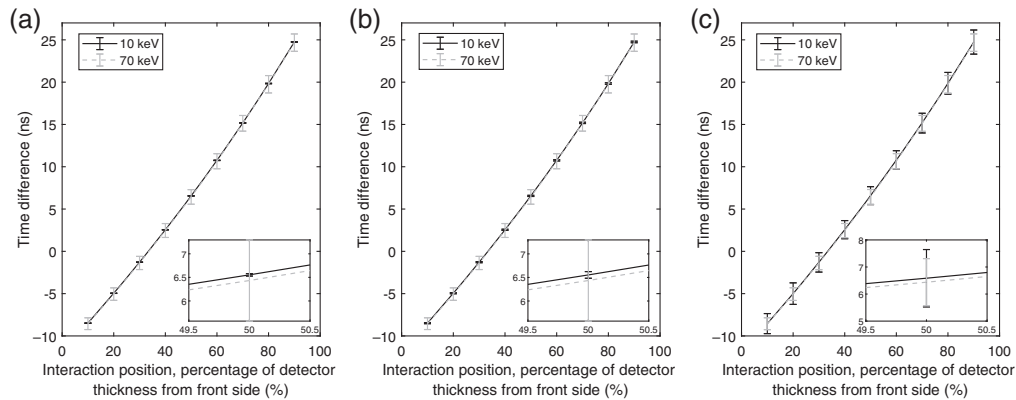 (a)
25
20
15
10
5
0
−5
−10
0 20 40 60 80 100
Time difference (ns)
10 keV
70 keV
7
6.5
6
49.5 50 50.5
Interaction position, percentage of detector
thickness from front side (%)
(b)
25
20
15
10
5
0
−5
−10
0 20 40 60 80 100
Time difference (ns)
10 keV
70 keV
7
6.5
6
49.5 50 50.5
Interaction position, percentage of detector
thickness from front side (%)
(c)
25
20
15
10
5
0
−5
−10
0 20 40 60 80 100
Time difference (ns)
10 keV
70 keV
8
7
6
5
49.5 50 50.5
Interaction position, percentage of detector
thickness from front side (%)